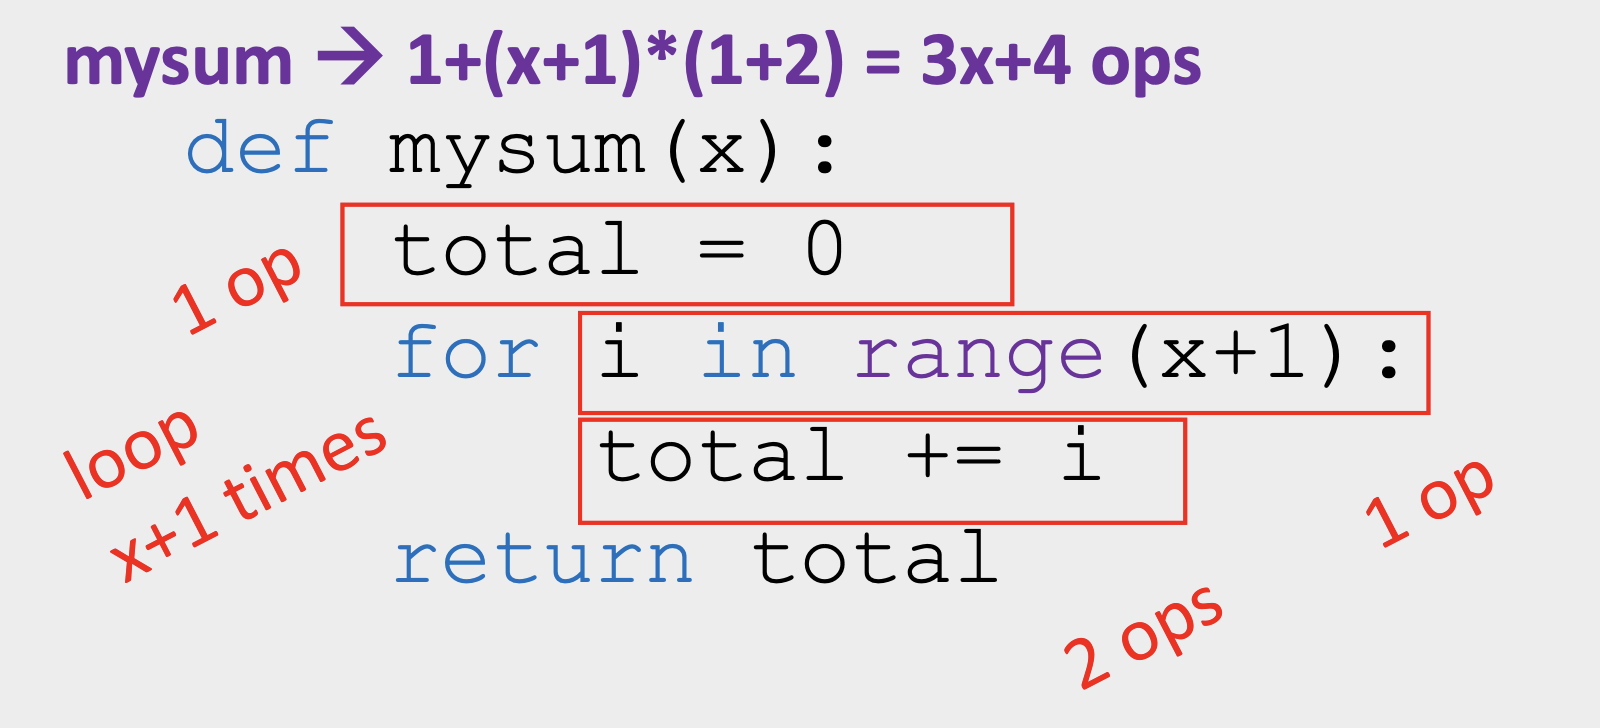 mysum → 1+(x+1)*(1+2) = 3x+4 ops
def mysum(x):
total = 0
1 op
for i in range(x+1):
loop
x+1 times
total += i
1 op
return total
2 ops